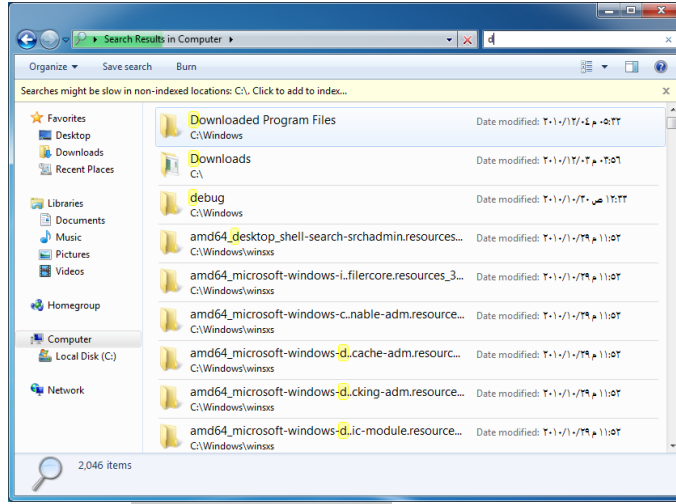 Search Results in Computer
d
Organize
Save search
Burn
Searches might be slow in non-indexed locations: C:\. Click to add to index...
Favorites
Desktop
Downloads
Recent Places
Libraries
Documents
Music
Pictures
Videos
Homegroup
Computer
Local Disk (C:)
Network
Downloaded Program Files
Date modified: ٢٠١٠/١٢/٠٤ م ٠٥:٢٢
C:\Windows
Downloads
Date modified: ٢٠١٠/١٢/٠٣ م ٠٣:٥٦
C:\
debug
Date modified: ٢٠١٠/١٠/٣٠ ص ١٢:٣٣
C:\Windows
amd64_desktop_shell-search-srchadmin.resources...
Date modified: ٢٠١٠/١٠/٢٩ م ١١:٥٢
C:\Windows\winsxs
amd64_microsoft-windows-i..filercore.resources_3...
Date modified: ٢٠١٠/١٠/٢٩ م ١١:٥٢
C:\Windows\winsxs
amd64_microsoft-windows-c..nable-adm.resource...
Date modified: ٢٠١٠/١٠/٢٩ م ١١:٥٢
C:\Windows\winsxs
amd64_microsoft-windows-d..cache-adm.resourc...
Date modified: ٢٠١٠/١٠/٢٩ م ١١:٥٢
C:\Windows\winsxs
amd64_microsoft-windows-d..cking-adm.resource...
Date modified: ٢٠١٠/١٠/٢٩ م ١١:٥٢
C:\Windows\winsxs
amd64_microsoft-windows-d..ic-module.resource...
Date modified: ٢٠١٠/١٠/٢٩ م ١١:٥٢
C:\Windows\winsxs
2,046 items